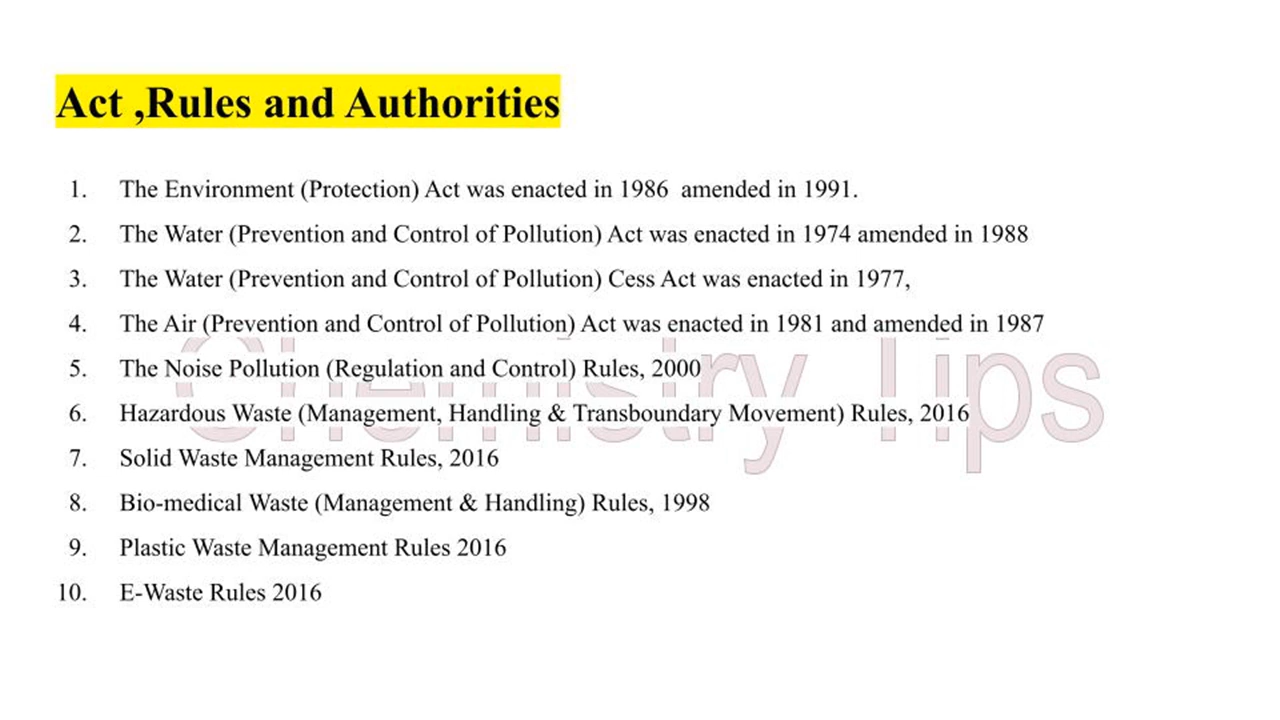 Act ,Rules and Authorities
1. The Environment (Protection) Act was enacted in 1986  amended in 1991.
2. The Water (Prevention and Control of Pollution) Act was enacted in 1974 amended in 1988
3. The Water (Prevention and Control of Pollution) Cess Act was enacted in 1977,
4. The Air (Prevention and Control of Pollution) Act was enacted in 1981 and amended in 1987
5. The Noise Pollution (Regulation and Control) Rules, 2000
6. Hazardous Waste (Management, Handling & Transboundary Movement) Rules, 2016
7. Solid Waste Management Rules, 2016
8. Bio-medical Waste (Management & Handling) Rules, 1998
9. Plastic Waste Management Rules 2016
10. E-Waste Rules 2016
Chemistry Tips